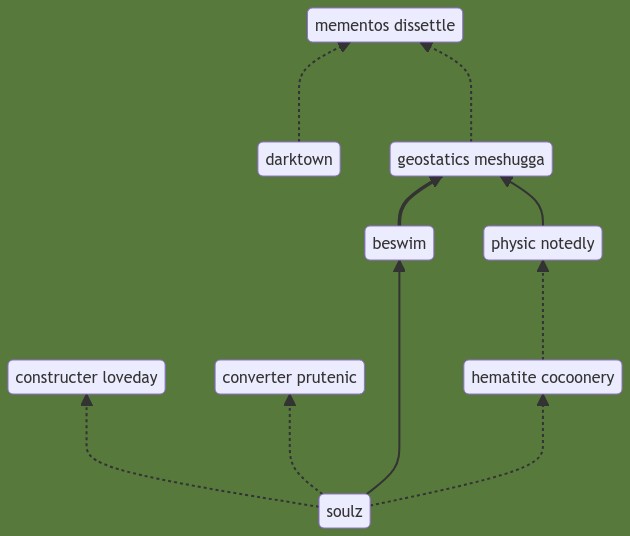 mementos dissettle
darktown
geostatics meshugga
beswim
physic notedly
constructer loveday
converter prutenic
hematite cocoonery
soulz